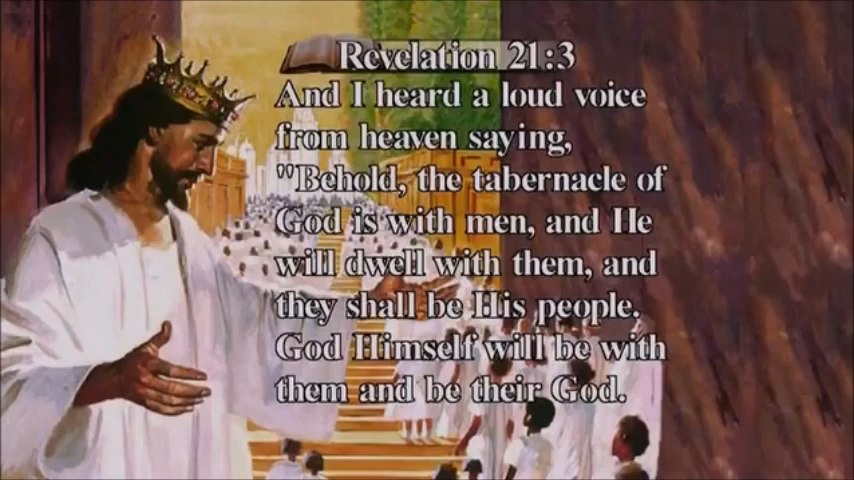 Revelation 21:3
And I heard a loud voice
from heaven saying,
"Behold, the tabernacle of
God is with men, and He
will dwell with them, and
they shall be His people.
God Himself will be with
them and be their God.